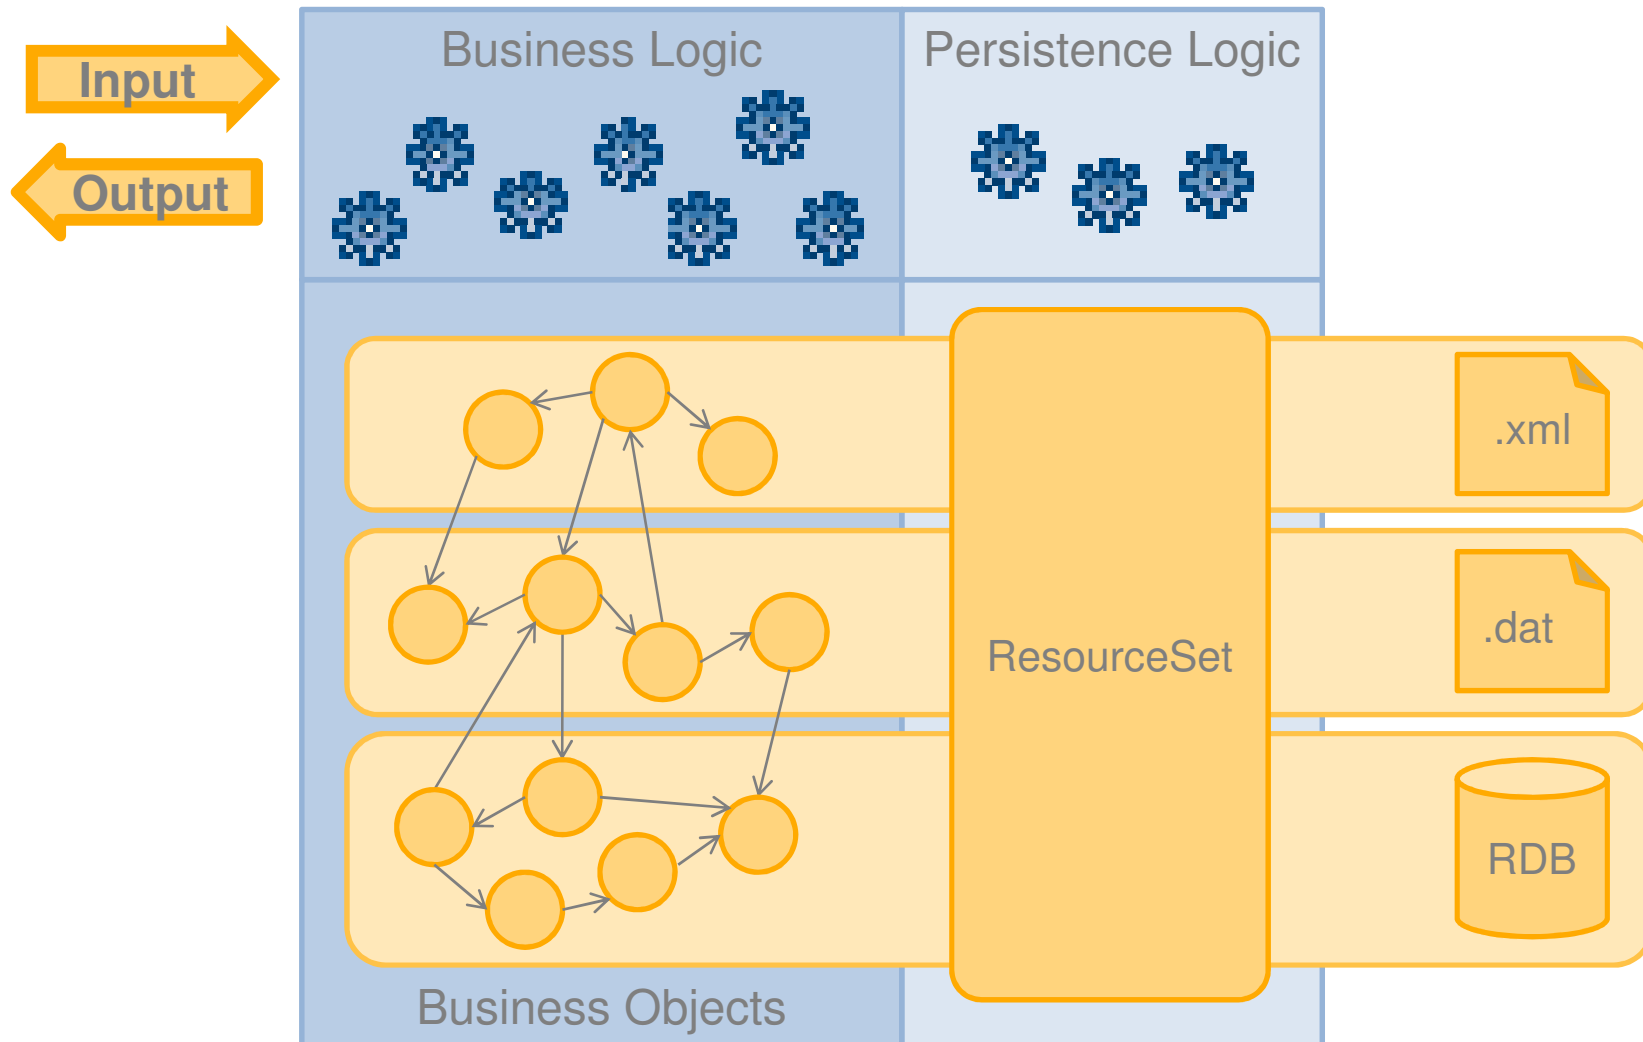 Input
Output
Business Logic
Persistence Logic
ResourceSet
.xml
.dat
RDB
Business Objects